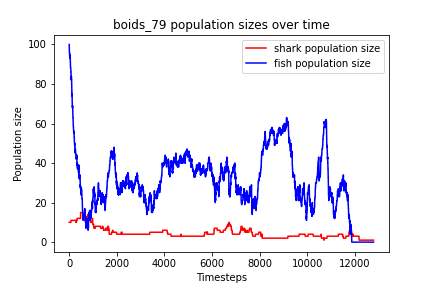 boids_79 population sizes over time
shark population size
fish population size
Population size
100
80
60
40
20
0
0
2000
4000
6000
8000
10000
12000
Timesteps